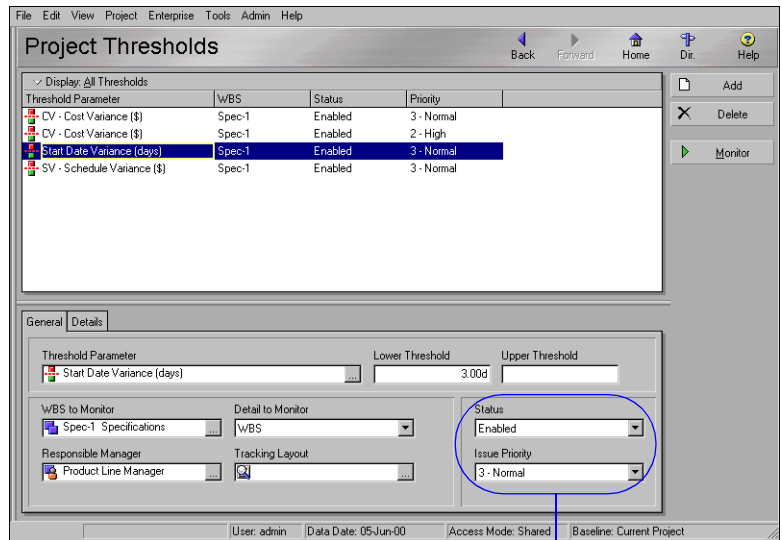 File Edit View Project Enterprise Tools Admin Help
Project Thresholds
Back Forward Home Dir. Help
Display: All Thresholds
Threshold Parameter WBS Status Priority
CV - Cost Variance ($) Spec-1 Enabled 3 - Normal
CV - Cost Variance ($) Spec-1 Enabled 2 - High
Start Date Variance (days) Spec-1 Enabled 3 - Normal
SV - Schedule Variance ($) Spec-1 Enabled 3 - Normal
Add
Delete
Monitor
General Details
Threshold Parameter Lower Threshold Upper Threshold
Start Date Variance (days) ... 3.00d
WBS to Monitor Detail to Monitor Status
Spec-1 Specifications ... WBS Enabled
Responsible Manager Tracking Layout Issue Priority
Product Line Manager ... ... 3 - Normal
User: admin Data Date: 05-Jun-00 Access Mode: Shared Baseline: Current Project